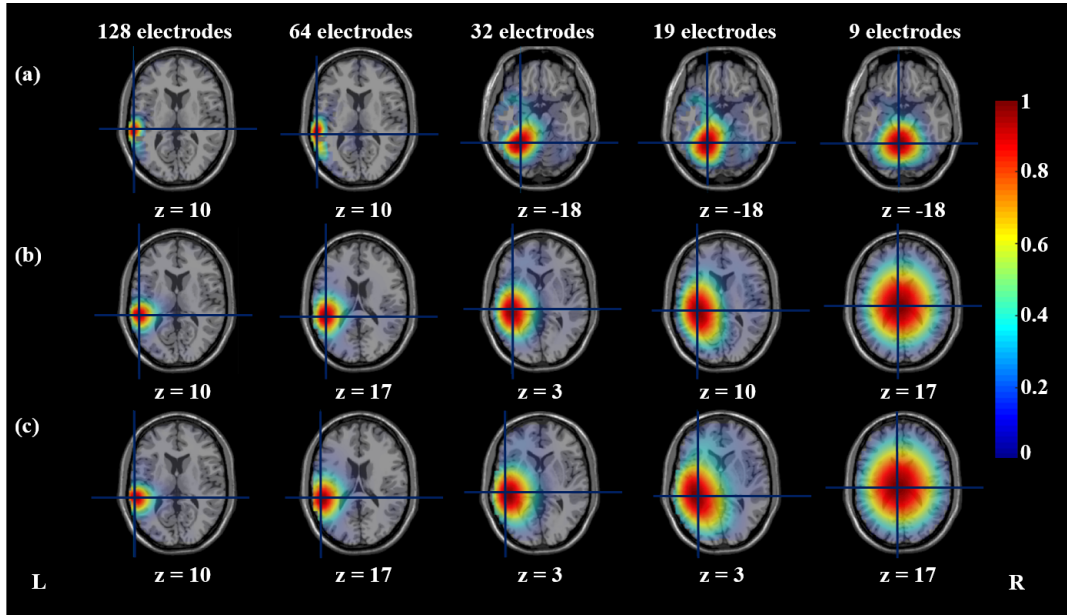 128 electrodes 64 electrodes 32 electrodes 19 electrodes 9 electrodes
(a)
1
0.8
z = 10 z = 10 z = -18 z = -18 z = -18
(b)
0.6
0.4
0.2
z = 10 z = 17 z = 3 z = 10 z = 17
(c)
0
z = 10 z = 17 z = 3 z = 3 z = 17
L R